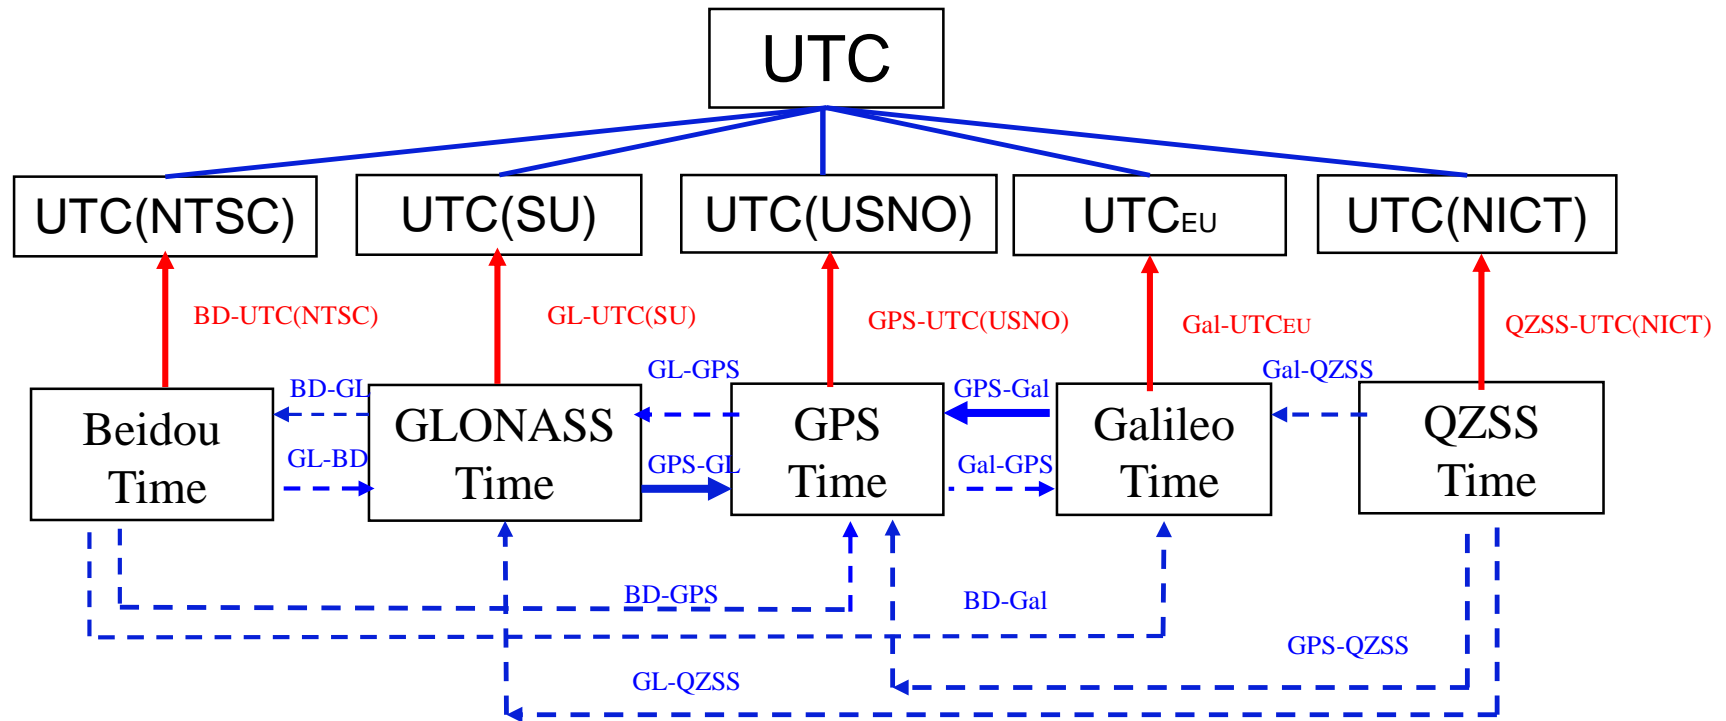 UTC
UTC(NTSC)
UTC(SU)
UTC(USNO)
UTCEU
UTC(NICT)
BD-UTC(NTSC)
GL-UTC(SU)
GPS-UTC(USNO)
Gal-UTCEU
QZSS-UTC(NICT)
BD-GL
GL-GPS
GPS-Gal
Gal-QZSS
Beidou
Time
GLONASS
Time
GPS
Time
Galileo
Time
QZSS
Time
GL-BD
GPS-GL
Gal-GPS
BD-GPS
BD-Gal
GPS-QZSS
GL-QZSS